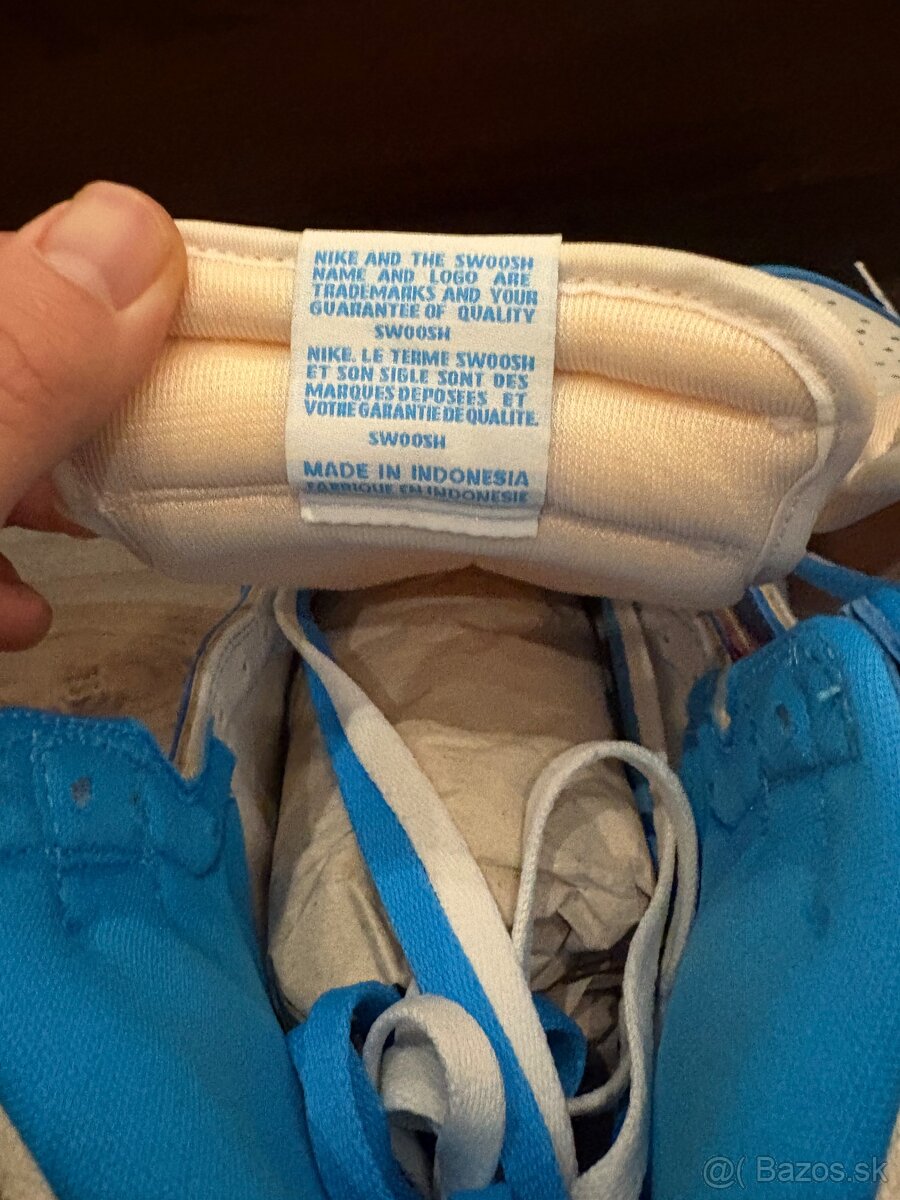 NIKE AND THE SWOOSH
NAME AND LOGO ARE
TRADEMARKS AND YOUR
GUARANTEE OF QUALITY
SWOOSH
NIKE. LE TERME SWOOSH
ET SON SIGLE SONT DES
MARQUES DEPOSEES ET
VOTRE GARANTIE DE QUALITE.
SWOOSH
MADE IN INDONESIA
FABRIQUE EN INDONESIE
@( Bazos.sk